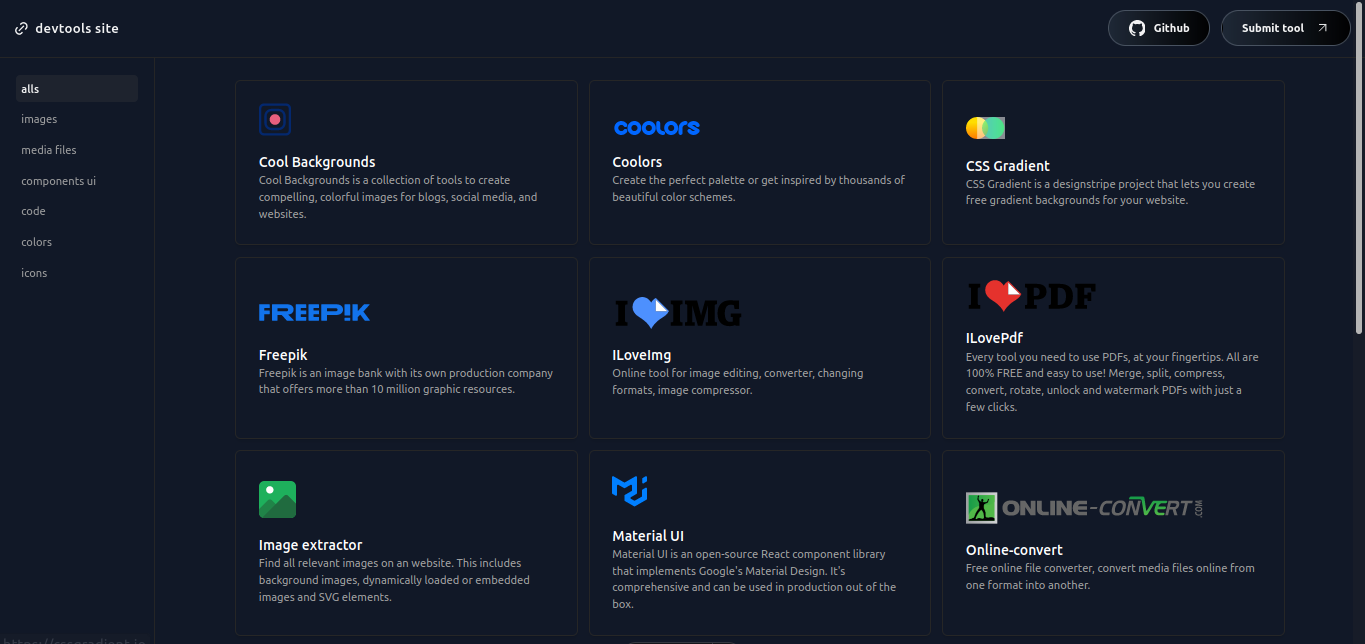 devtools site
Github
Submit tool
alls
images
media files
components ui
code
colors
icons
Cool Backgrounds
Cool Backgrounds is a collection of tools to create
compelling, colorful images for blogs, social media, and
websites.
COOLORS
Coolors
Create the perfect palette or get inspired by thousands of
beautiful color schemes.
CSS Gradient
CSS Gradient is a designstripe project that lets you create
free gradient backgrounds for your website.
FREEP!K
Freepik
Freepik is an image bank with its own production company
that offers more than 10 million graphic resources.
I IMG
ILoveImg
Online tool for image editing, converter, changing
formats, image compressor.
I PDF
ILovePdf
Every tool you need to use PDFs, at your fingertips. All are
100% FREE and easy to use! Merge, split, compress,
convert, rotate, unlock and watermark PDFs with just a
few clicks.
Image extractor
Find all relevant images on an website. This includes
background images, dynamically loaded or embedded
images and SVG elements.
Material UI
Material UI is an open-source React component library
that implements Google's Material Design. It's
comprehensive and can be used in production out of the
box.
ONLINE-CONVERT.COM
Online-convert
Free online file converter, convert media files online from
one format into another.